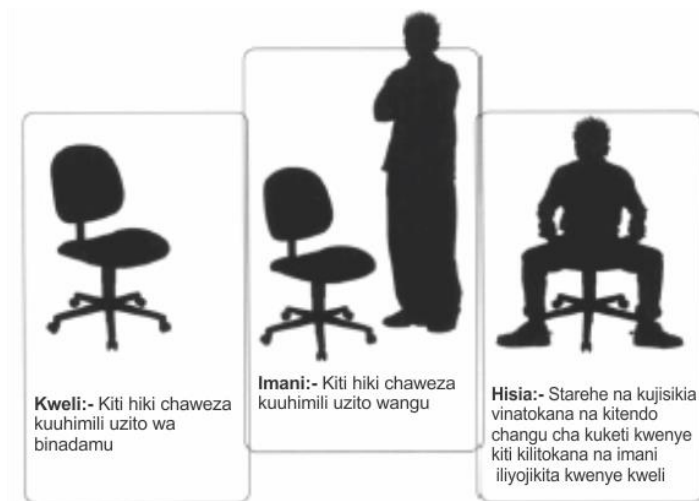 Kweli:- Kiti hiki chaweza
kuuhimili uzito wa
binadamu
Imani:- Kiti hiki chaweza
kuuhimili uzito wangu
Hisia:- Starehe na kujisikia
vinatokana na kitendo
changu cha kuketi kwenye
kiti kilitokana na imani
iliyojikita kwenye kweli